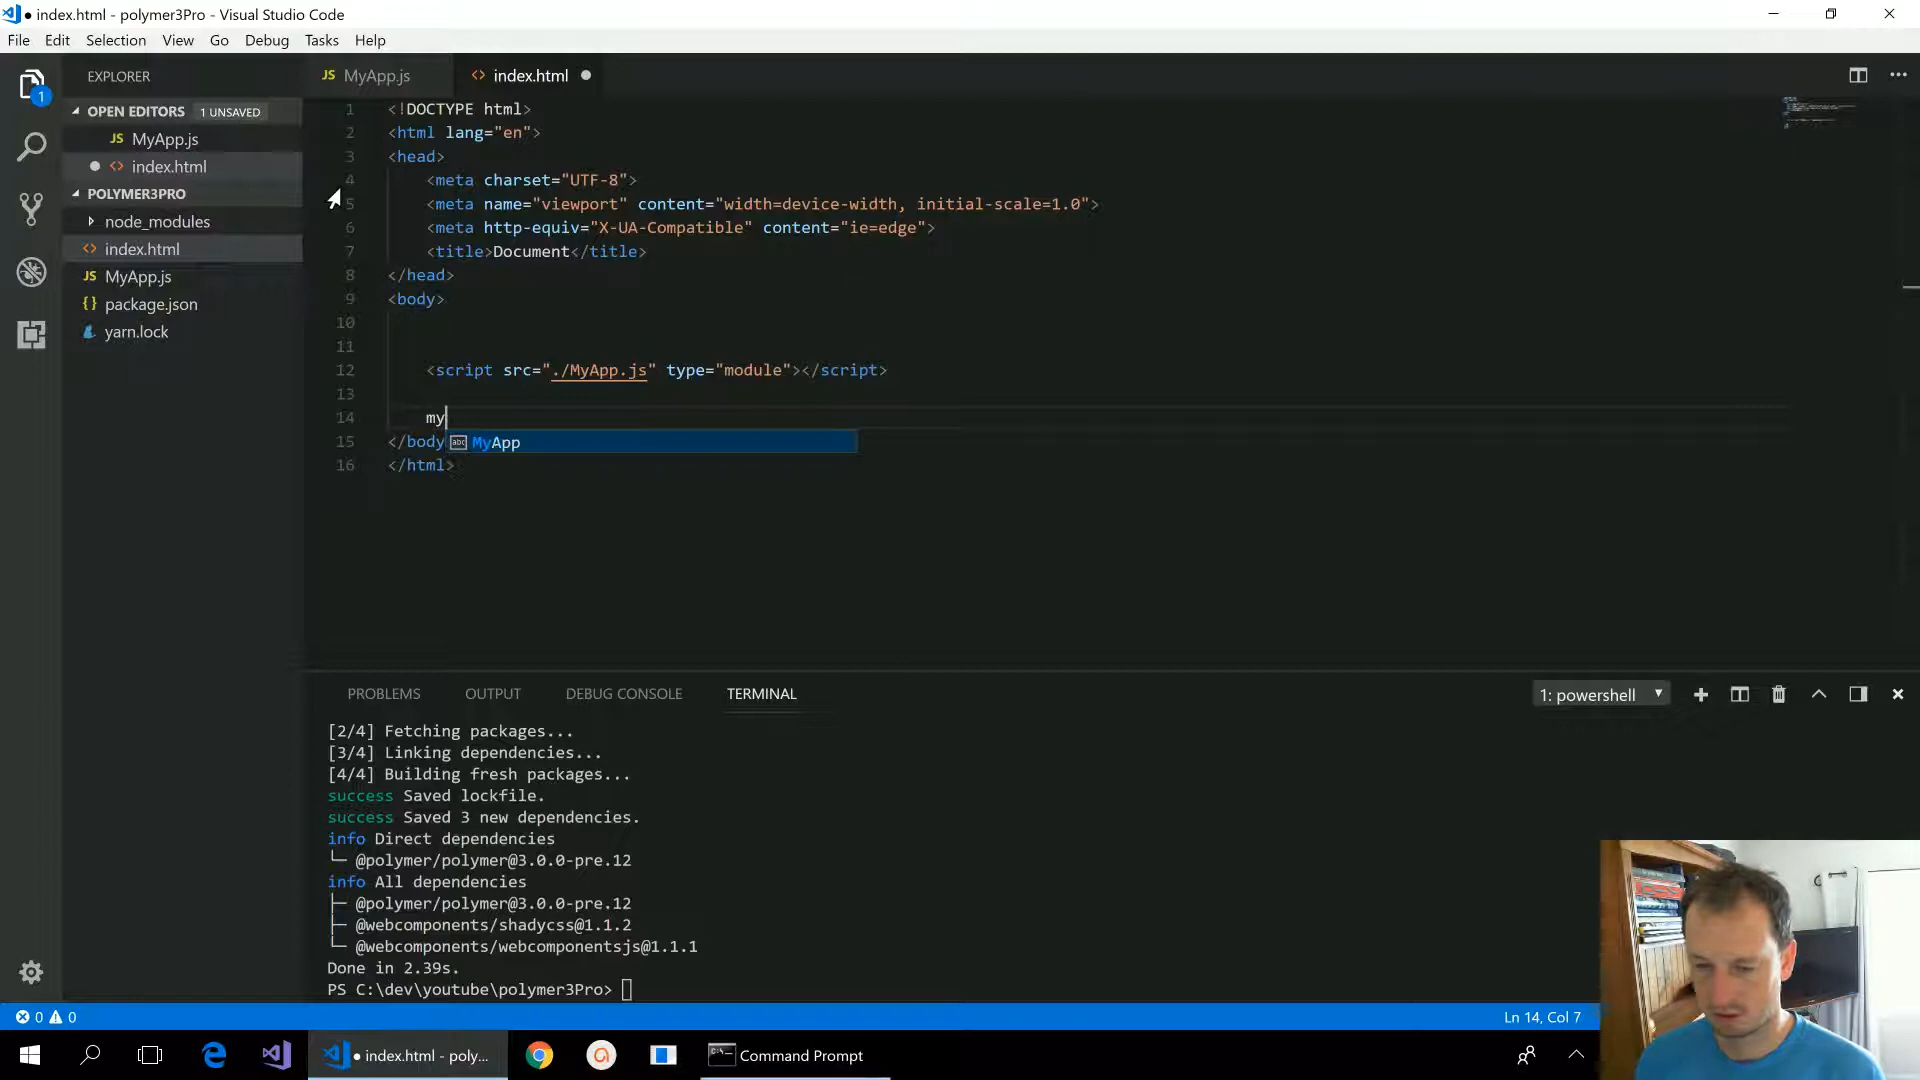 ● index.html - polymer3Pro - Visual Studio Code
File Edit Selection View Go Debug Tasks Help
EXPLORER
1
OPEN EDITORS 1 UNSAVED
JS MyApp.js
● <> index.html
POLYMER3PRO
node_modules
<> index.html
JS MyApp.js
{} package.json
yarn.lock
JS MyApp.js <> index.html ●
1 <!DOCTYPE html>
2 <html lang="en">
3 <head>
4 <meta charset="UTF-8">
5 <meta name="viewport" content="width=device-width, initial-scale=1.0">
6 <meta http-equiv="X-UA-Compatible" content="ie=edge">
7 <title>Document</title>
8 </head>
9 <body>
10
11
12 <script src="./MyApp.js" type="module"></script>
13
14 my
15 </body
abc MyApp
16 </html>
PROBLEMS OUTPUT DEBUG CONSOLE TERMINAL 1: powershell
[2/4] Fetching packages...
[3/4] Linking dependencies...
[4/4] Building fresh packages...
success Saved lockfile.
success Saved 3 new dependencies.
info Direct dependencies
└─ @polymer/polymer@3.0.0-pre.12
info All dependencies
├─ @polymer/polymer@3.0.0-pre.12
├─ @webcomponents/shadycss@1.1.2
└─ @webcomponents/webcomponentsjs@1.1.1
Done in 2.39s.
PS C:\dev\youtube\polymer3Pro>
0 0 Ln 14, Col 7
● index.html - poly... Command Prompt